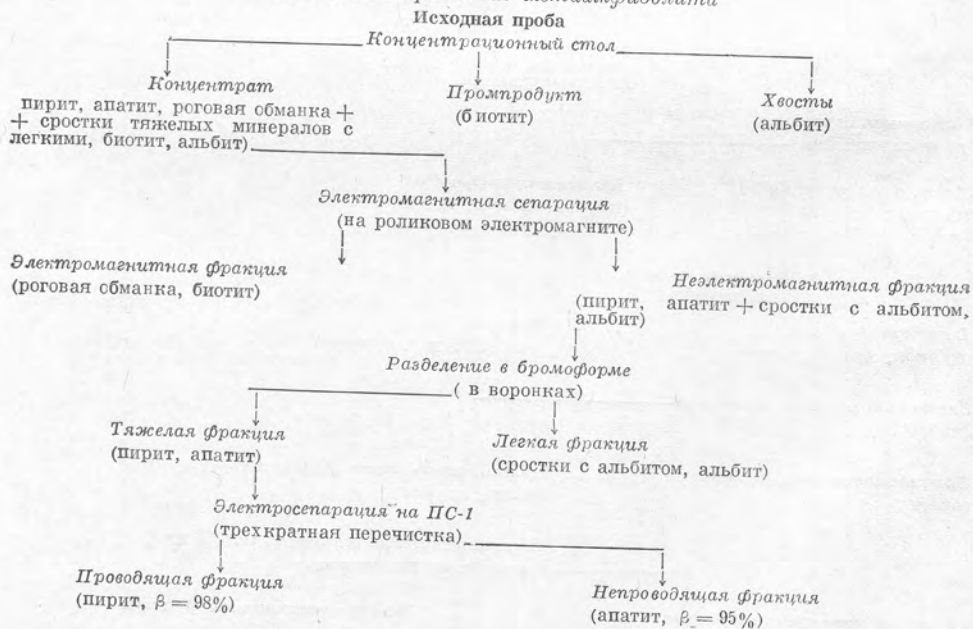 Исходная проба
Концентрационный стол
Концентрат
пирит, апатит, роговая обманка +
+ сростки тяжелых минералов с
легкими, биотит, альбит)
Промпродукт
(биотит)
Хвосты
(альбит)
Электромагнитная сепарация
(на роликовом электромагните)
Электромагнитная фракция
(роговая обманка, биотит)
Неэлектромагнитная фракция
(пирит, апатит + сростки с альбитом,
альбит)
Разделение в бромоформе
( в воронках)
Тяжелая фракция
(пирит, апатит)
Легкая фракция
(сростки с альбитом, альбит)
Электросепарация на ПС-1
(трехкратная перечистка)
Проводящая фракция
(пирит, β = 98%)
Непроводящая фракция
(апатит, β = 95%)